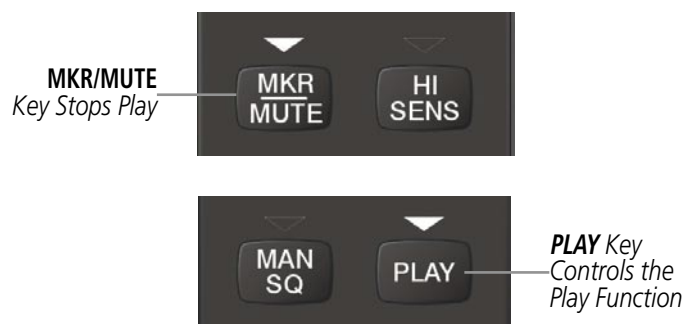 MKR/MUTE
Key Stops Play
MKR
MUTE
HI
SENS
MAN
SQ
PLAY
PLAY Key
Controls the
Play Function